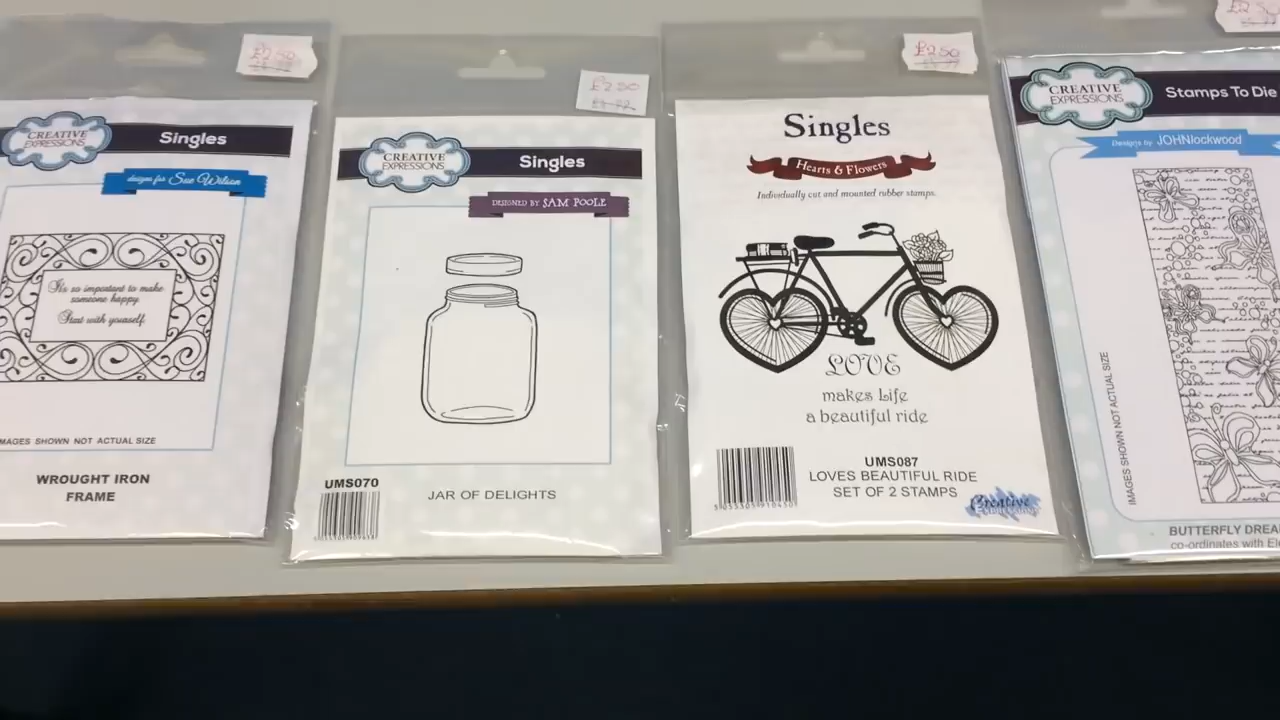 £2.50
CREATIVE
EXPRESSIONS
Singles
designs for Sue Wilson
It's so important to make
someone happy.
Start with yourself.
IMAGES SHOWN NOT ACTUAL SIZE
WROUGHT IRON
FRAME
£2.50
CREATIVE
EXPRESSIONS
Singles
DESIGNED BY SAM POOLE
UMS070
JAR OF DELIGHTS
£2.50
Singles
Hearts & Flowers
Individually cut and mounted rubber stamps.
LOVE
makes Life
a beautiful ride
UMS087
LOVES BEAUTIFUL RIDE
SET OF 2 STAMPS
Creative
£2.50
CREATIVE
EXPRESSIONS
Stamps To Die
Designs by JOHNlockwood
IMAGES SHOWN NOT ACTUAL SIZE
BUTTERFLY DREA
co-ordinates with El